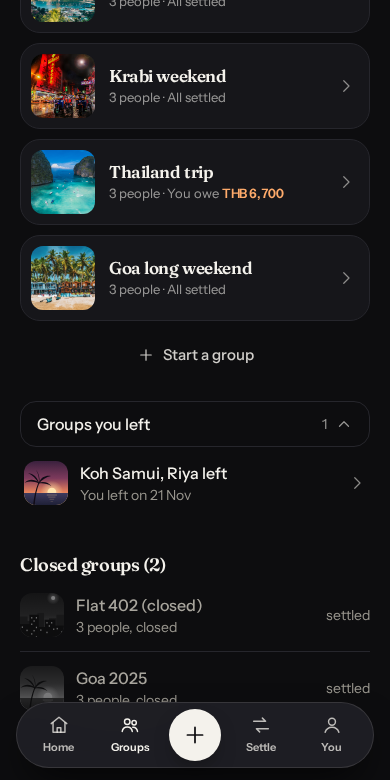 3 people · All settled
Krabi weekend
3 people · All settled
Thailand trip
3 people · You owe THB 6,700
Goa long weekend
3 people · All settled
Start a group
Groups you left 1
Koh Samui, Riya left
You left on 21 Nov
Closed groups (2)
Flat 402 (closed)
3 people, closed
settled
Goa 2025
3 people, closed
settled
Home Groups Settle You